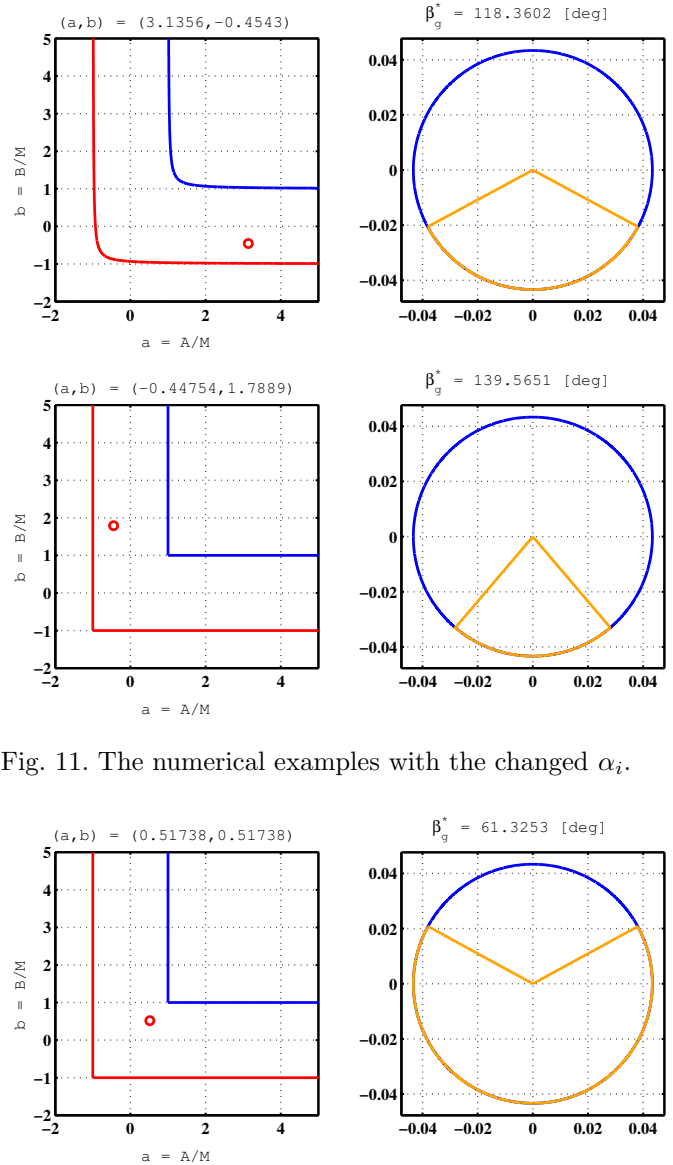 (a,b) = (3.1356,-0.4543)
β*g = 118.3602 [deg]
5
4
3
2
1
0
−1
−2
b = B/M
−2 0 2 4
a = A/M
0.04
0.02
0
−0.02
−0.04
−0.04 −0.02 0 0.02 0.04
(a,b) = (-0.44754,1.7889)
β*g = 139.5651 [deg]
5
4
3
2
1
0
−1
−2
b = B/M
−2 0 2 4
a = A/M
0.04
0.02
0
−0.02
−0.04
−0.04 −0.02 0 0.02 0.04
Fig. 11. The numerical examples with the changed αi.
(a,b) = (0.51738,0.51738)
β*g = 61.3253 [deg]
5
4
3
2
1
0
−1
−2
b = B/M
−2 0 2 4
a = A/M
0.04
0.02
0
−0.02
−0.04
−0.04 −0.02 0 0.02 0.04